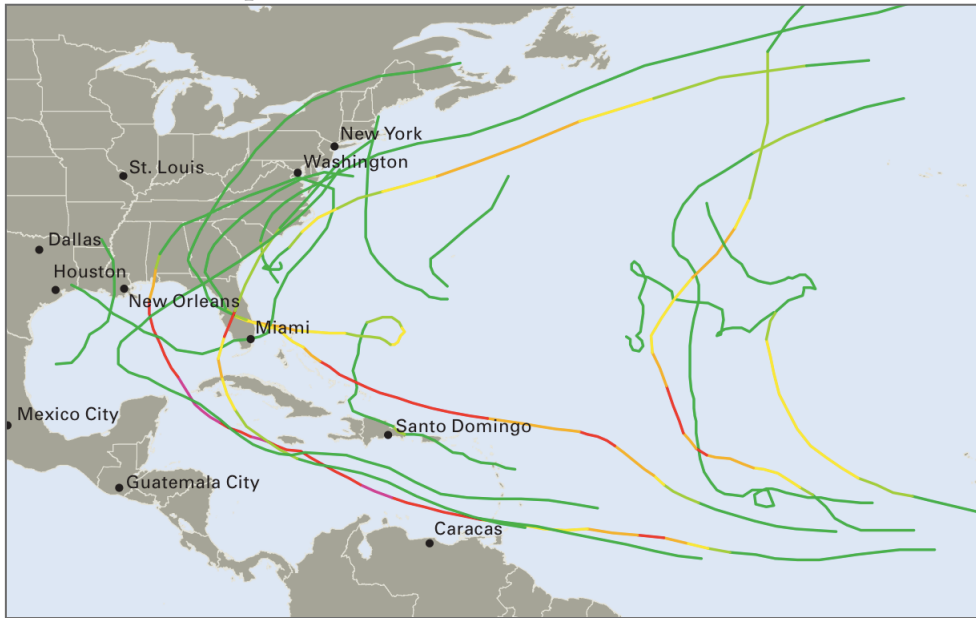 New York
Washington
St. Louis
Dallas
Houston
New Orleans
Miami
Mexico City
Santo Domingo
Guatemala City
Caracas